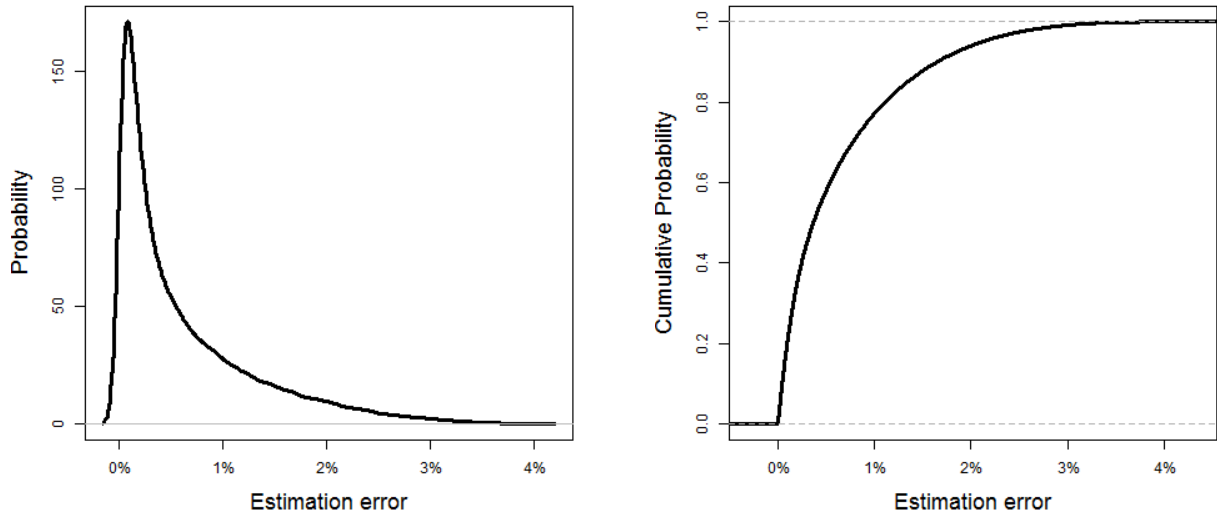 Probability
150
100
50
0
0% 1% 2% 3% 4%
Estimation error
Cumulative Probability
1.0
0.8
0.6
0.4
0.2
0.0
0% 1% 2% 3% 4%
Estimation error